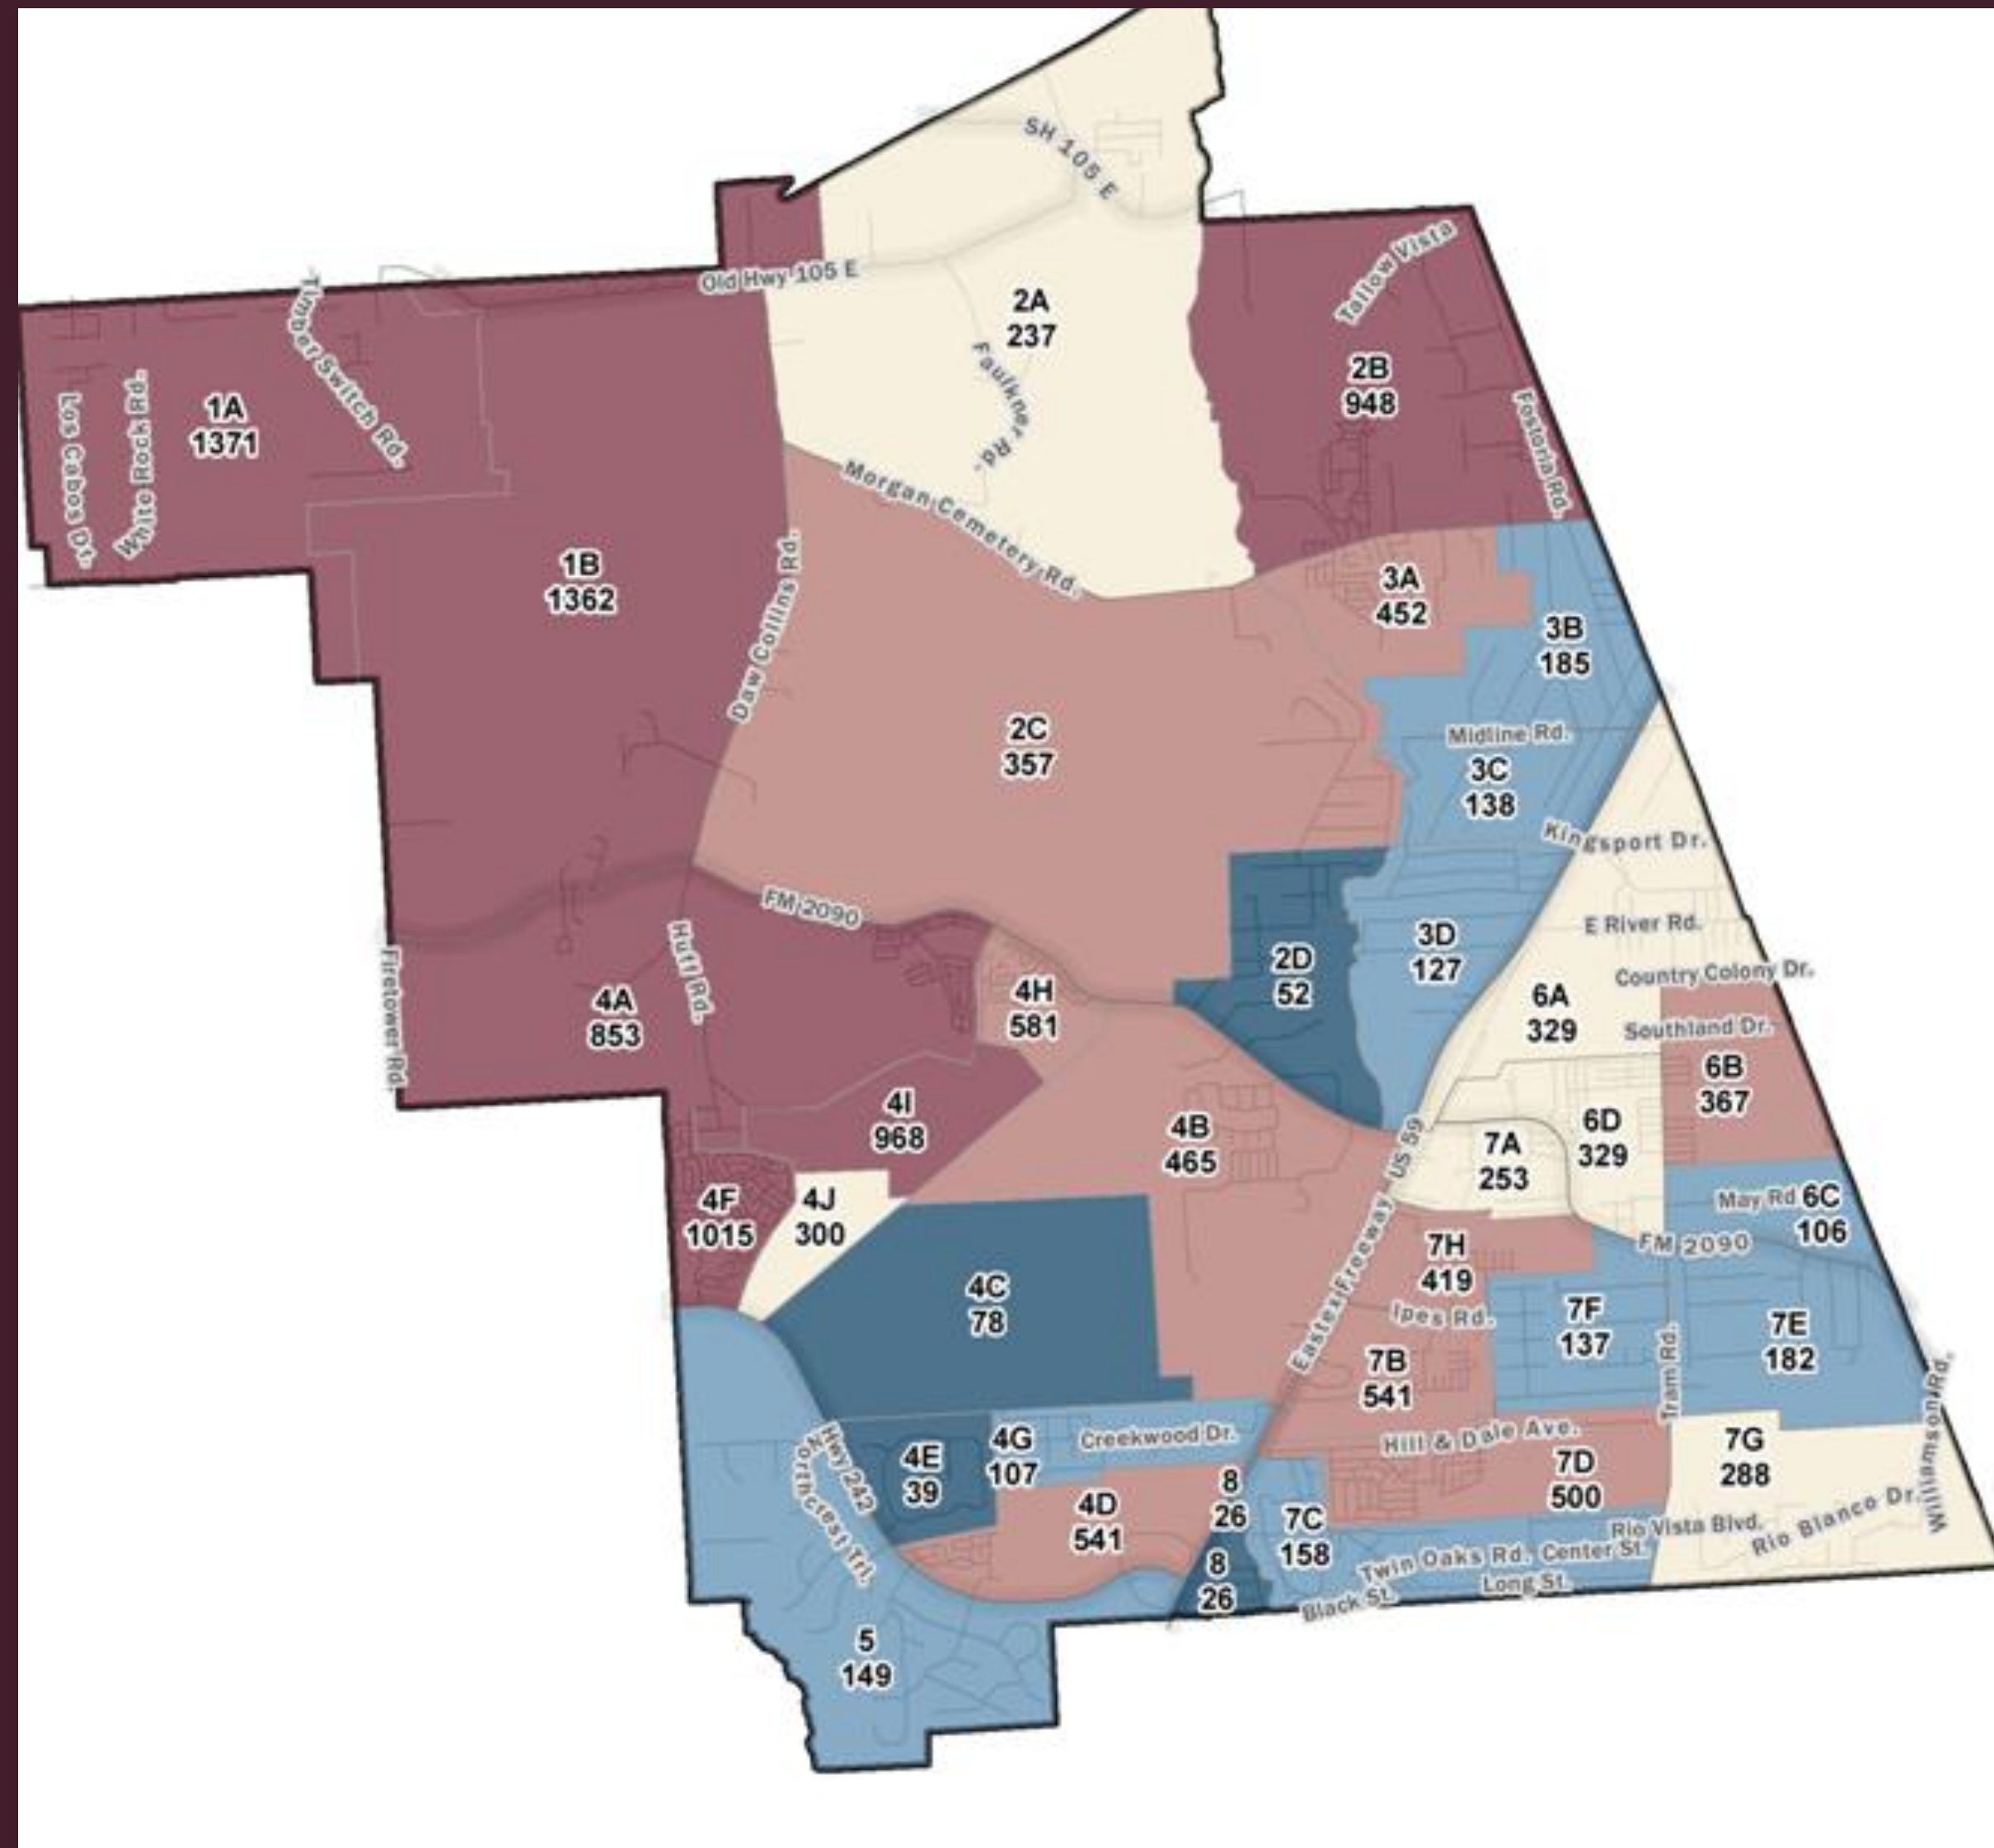 SH 105 E
Tallow Vista
Old Hwy 105 E
Timber Switch Rd.
2A
237
Faulkner Rd.
2B
948
Los Cabos Dr.
White Rock Rd.
1A
1371
Fostoria Rd.
Morgan Cemetery Rd.
1B
1362
Daw Collins Rd.
3A
452
3B
185
2C
357
Midline Rd.
3C
138
Kingsport Dr.
FM 2090
E River Rd.
Huff Rd.
Firetower Rd.
2D
52
3D
127
Country Colony Dr.
4A
853
4H
581
6A
329
Southland Dr.
6B
367
4I
968
4B
465
6D
329
7A
253
Eastex Freeway - US 59
4F
1015
4J
300
May Rd
6C
106
FM 2090
7H
419
4C
78
Ipes Rd.
7F
137
7E
182
Tram Rd.
7B
541
Williamson Rd.
Hwy 242
Northcrest Trl.
4E
39
4G
107
Creekwood Dr.
Hill & Dale Ave.
7G
288
8
26
7D
500
4D
541
7C
158
Rio Vista Blvd.
Rio Blanco Dr.
Twin Oaks Rd.
Center St.
8
26
Long St.
Black St.
5
149